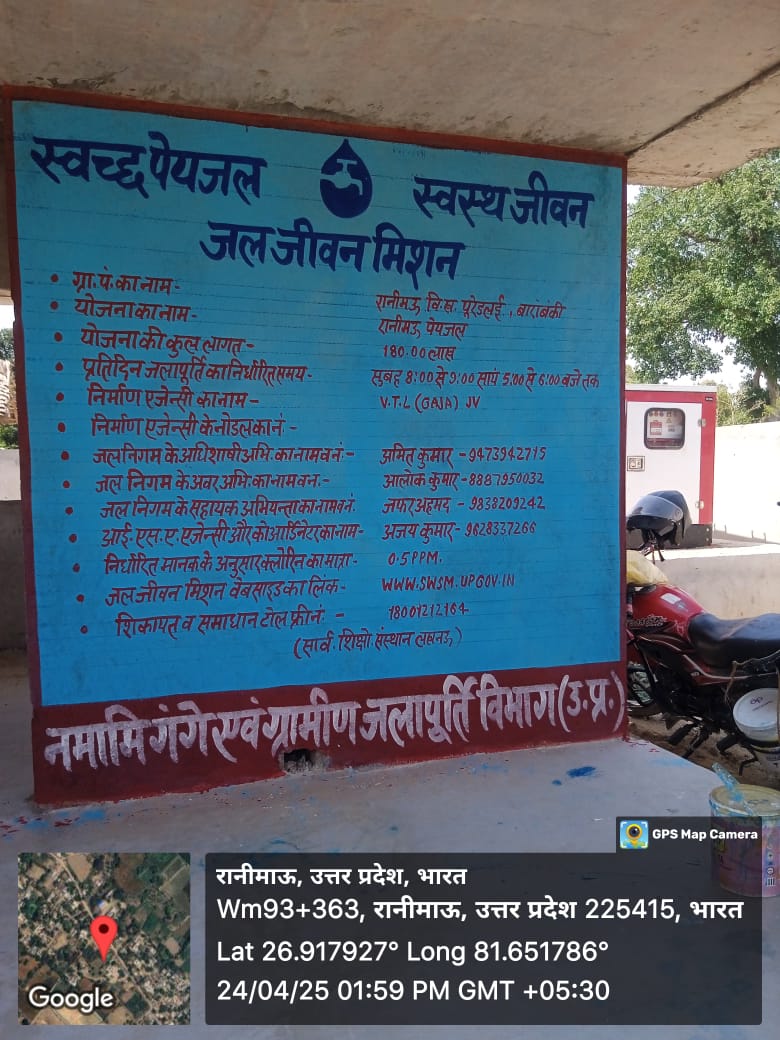 स्वच्छ पेयजल स्वस्थ जीवन
जल जीवन मिशन
• ग्रा.पं. का नाम- रानीमऊ वि.ख. पूरेडलई, बाराबंकी
• योजना का नाम- रानीमऊ पेयजल
• योजना की कुल लागत- 180.00 लाख
• प्रतिदिन जलापूर्ति का निर्धारित समय- सुबह 8:00 से 9:00 सायं 5:00 से 6:00 बजे तक
• निर्माण एजेन्सी का नाम- V.T.L (GAJA) JV
• निर्माण एजेन्सी के नोडल का नं-
• जल निगम के अधिशाषी अभि. का नाम व नं:- अमित कुमार -9473942715
• जल निगम के अवर अभि. का नाम व नं.- आलोक कुमार -8887950032
• जल निगम के सहायक अभियन्ता का नाम व नं. जफर अहमद - 9838209242
• आई.एस.ए. एजेन्सी और कोआर्डिनेटर का नाम- अजय कुमार -9628337266
• निर्धारित मानक के अनुसार क्लोरिन का मात्रा- 0.5 PPM.
• जल जीवन मिशन वेबसाइड का लिंक- WWW.SWSM.UPGOV.IN
• शिकायत व समाधान टोल फ्री नं. - 18001212164
(सार्व. शिक्षो संस्थान लखनऊ)
नमामि गंगे एवं ग्रामीण जलापूर्ति विभाग (उ.प्र.)
GPS Map Camera
रानीमाऊ, उत्तर प्रदेश, भारत
Wm93+363, रानीमाऊ, उत्तर प्रदेश 225415, भारत
Lat 26.917927° Long 81.651786°
24/04/25 01:59 PM GMT +05:30
Google